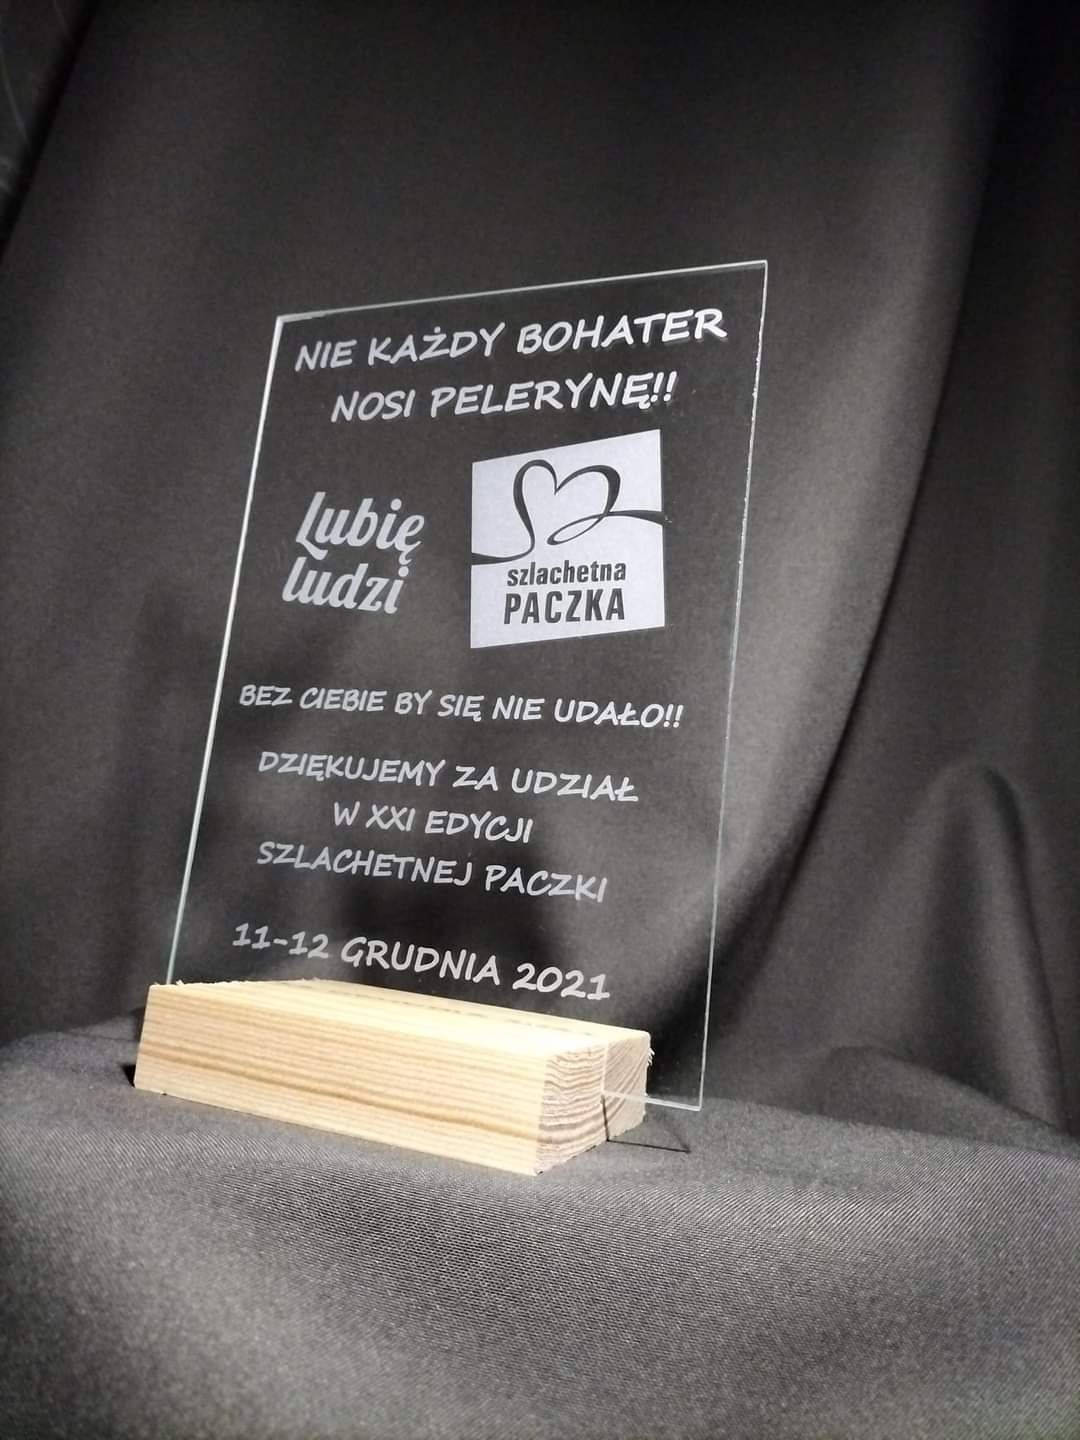 NIE KAŻDY BOHATER
NOSI PELERYNĘ!!
Lubię
ludzi
szlachetna
PACZKA
BEZ CIEBIE BY SIĘ NIE UDAŁO!!
DZIĘKUJEMY ZA UDZIAŁ
W XXI EDYCJI
SZLACHETNEJ PACZKI
11-12 GRUDNIA 2021